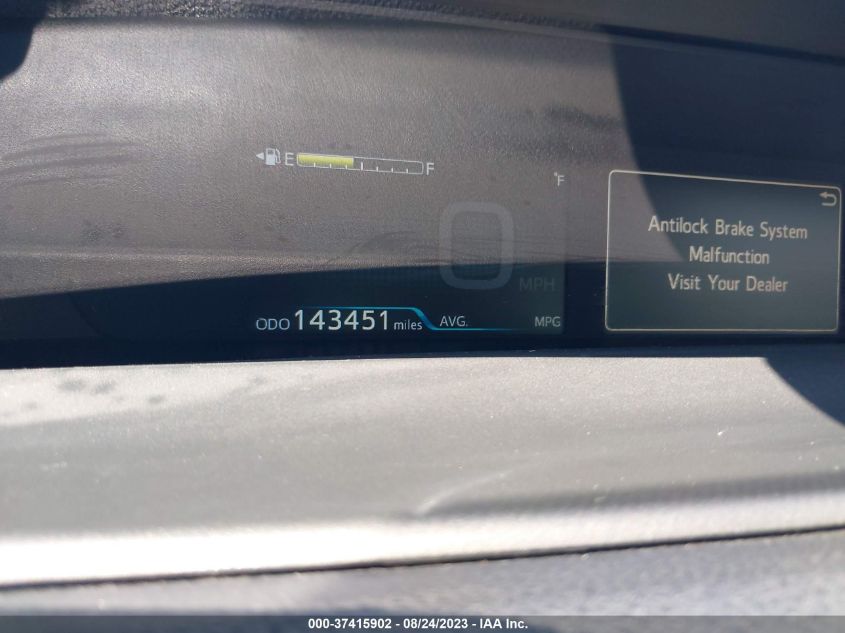 E F
°F
Antilock Brake System
Malfunction
Visit Your Dealer
0
MPH
ODO 143451 miles AVG. MPG
000-37415902 - 08/24/2023 - IAA Inc.